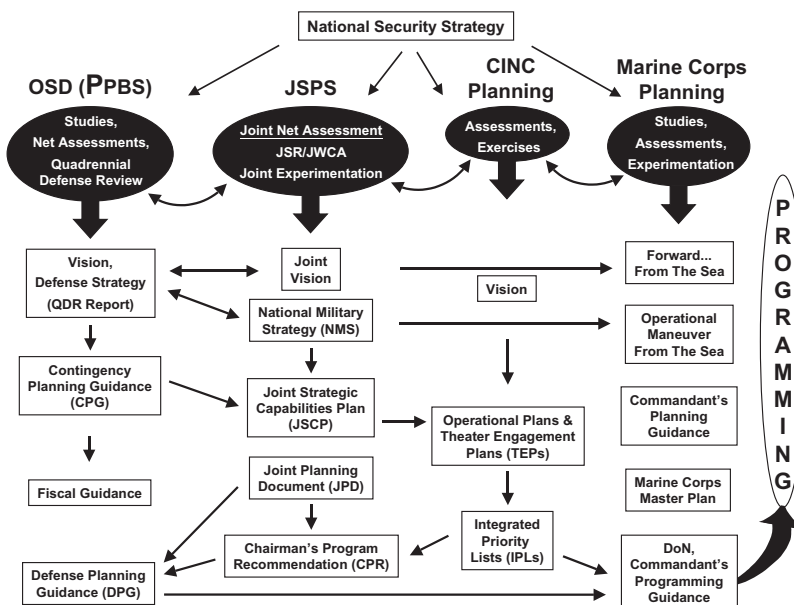 National Security Strategy
OSD (PPBS)
Studies,
Net Assessments,
Quadrennial
Defense Review
Vision,
Defense Strategy
(QDR Report)
Contingency
Planning Guidance
(CPG)
Fiscal Guidance
Defense Planning
Guidance (DPG)
JSPS
Joint Net Assessment
JSR/JWCA
Joint Experimentation
Joint
Vision
National Military
Strategy (NMS)
Joint Strategic
Capabilities Plan
(JSCP)
Joint Planning
Document (JPD)
Chairman's Program
Recommendation (CPR)
CINC
Planning
Assessments,
Exercises
Vision
Operational Plans &
Theater Engagement
Plans (TEPs)
Integrated
Priority
Lists (IPLs)
Marine Corps
Planning
Studies,
Assessments,
Experimentation
Forward...
From The Sea
Operational
Maneuver
From The Sea
Commandant's
Planning
Guidance
Marine Corps
Master Plan
DoN,
Commandant's
Programming
Guidance
PROGRAMMING